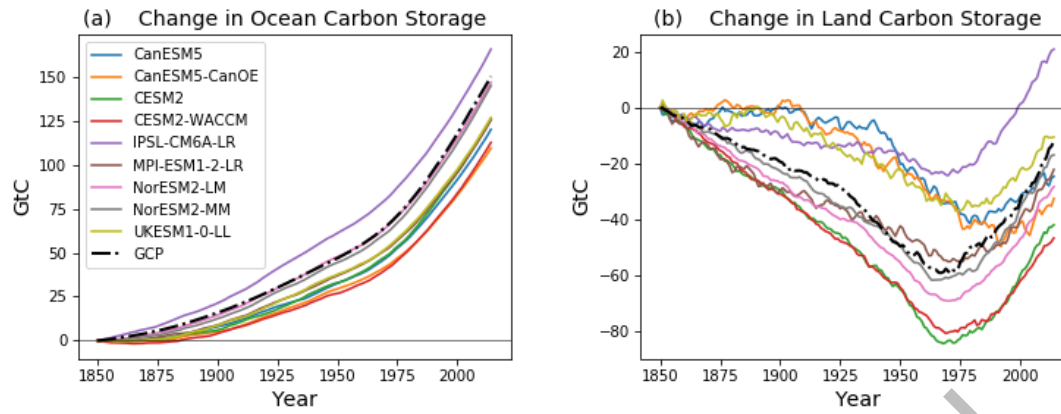 (a) Change in Ocean Carbon Storage
150
125
100
75
50
25
0
GtC
CanESM5
CanESM5-CanOE
CESM2
CESM2-WACCM
IPSL-CM6A-LR
MPI-ESM1-2-LR
NorESM2-LM
NorESM2-MM
UKESM1-0-LL
GCP
1850 1875 1900 1925 1950 1975 2000
Year
(b) Change in Land Carbon Storage
20
0
−20
−40
−60
−80
GtC
1850 1875 1900 1925 1950 1975 2000
Year